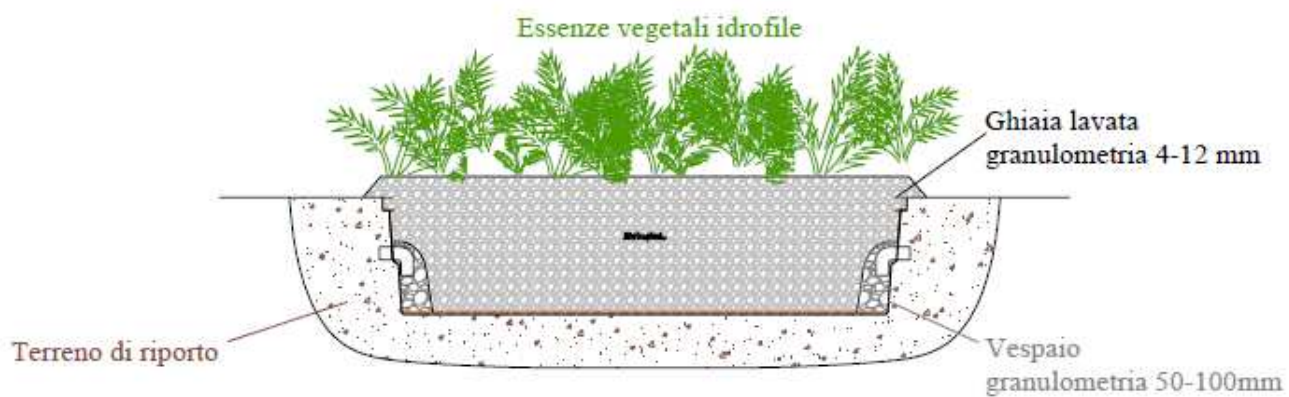 Essenze vegetali idrofile
Ghiaia lavata
granulometria 4-12 mm
Terreno di riporto
Vespaio
granulometria 50-100mm